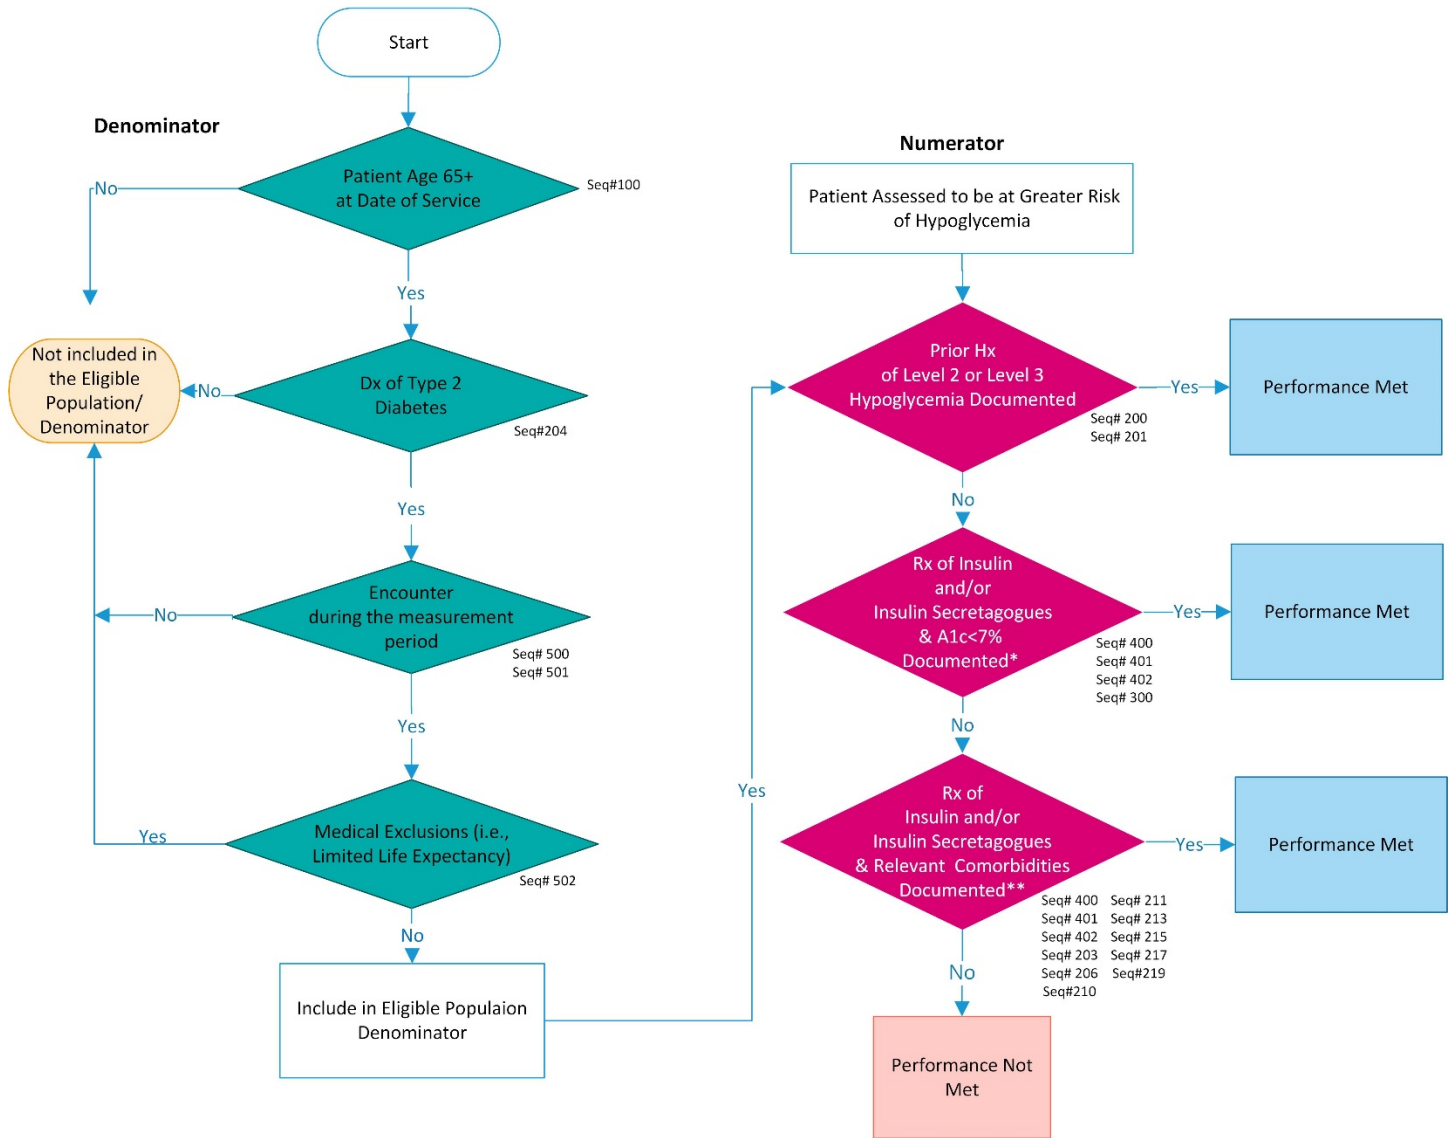 Start
Denominator
Patient Age 65+
at Date of Service
Seq#100
No
Yes
Not included in
the Eligible
Population/
Denominator
No
Dx of Type 2
Diabetes
Seq#204
Yes
Encounter
during the measurement
period
Seq# 500
Seq# 501
No
Yes
Medical Exclusions (i.e.,
Limited Life Expectancy)
Seq# 502
Yes
No
Include in Eligible Populaion
Denominator
Yes
Numerator
Patient Assessed to be at Greater Risk
of Hypoglycemia
Prior Hx
of Level 2 or Level 3
Hypoglycemia Documented
Seq# 200
Seq# 201
Yes
Performance Met
No
Rx of Insulin
and/or
Insulin Secretagogues
& A1c<7%
Documented*
Seq# 400
Seq# 401
Seq# 402
Seq# 300
Yes
Performance Met
No
Rx of
Insulin and/or
Insulin Secretagogues
& Relevant Comorbidities
Documented**
Seq# 400 Seq# 211
Seq# 401 Seq# 213
Seq# 402 Seq# 215
Seq# 203 Seq# 217
Seq# 206 Seq#219
Seq#210
Yes
Performance Met
No
Performance Not
Met